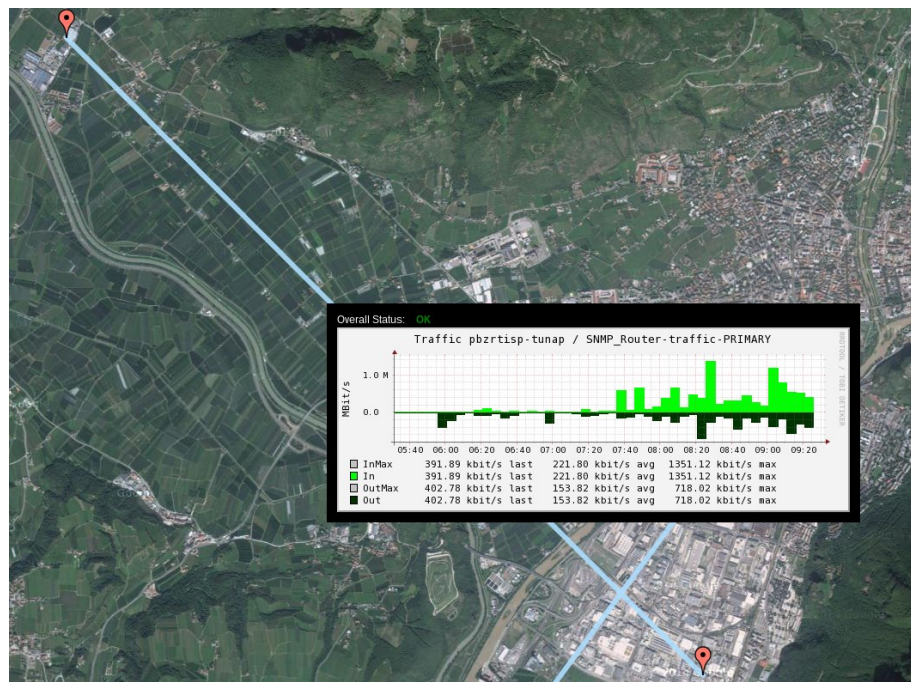 Overall Status: OK
Traffic pbzrtisp-tunap / SNMP_Router-traffic-PRIMARY
RRDTOOL / TOBI OETIKER
MBit/s
1.0 M
0.0
05:40 06:00 06:20 06:40 07:00 07:20 07:40 08:00 08:20 08:40 09:00 09:20
InMax 391.89 kbit/s last 221.80 kbit/s avg 1351.12 kbit/s max
In 391.89 kbit/s last 221.80 kbit/s avg 1351.12 kbit/s max
OutMax 402.78 kbit/s last 153.82 kbit/s avg 718.02 kbit/s max
Out 402.78 kbit/s last 153.82 kbit/s avg 718.02 kbit/s max